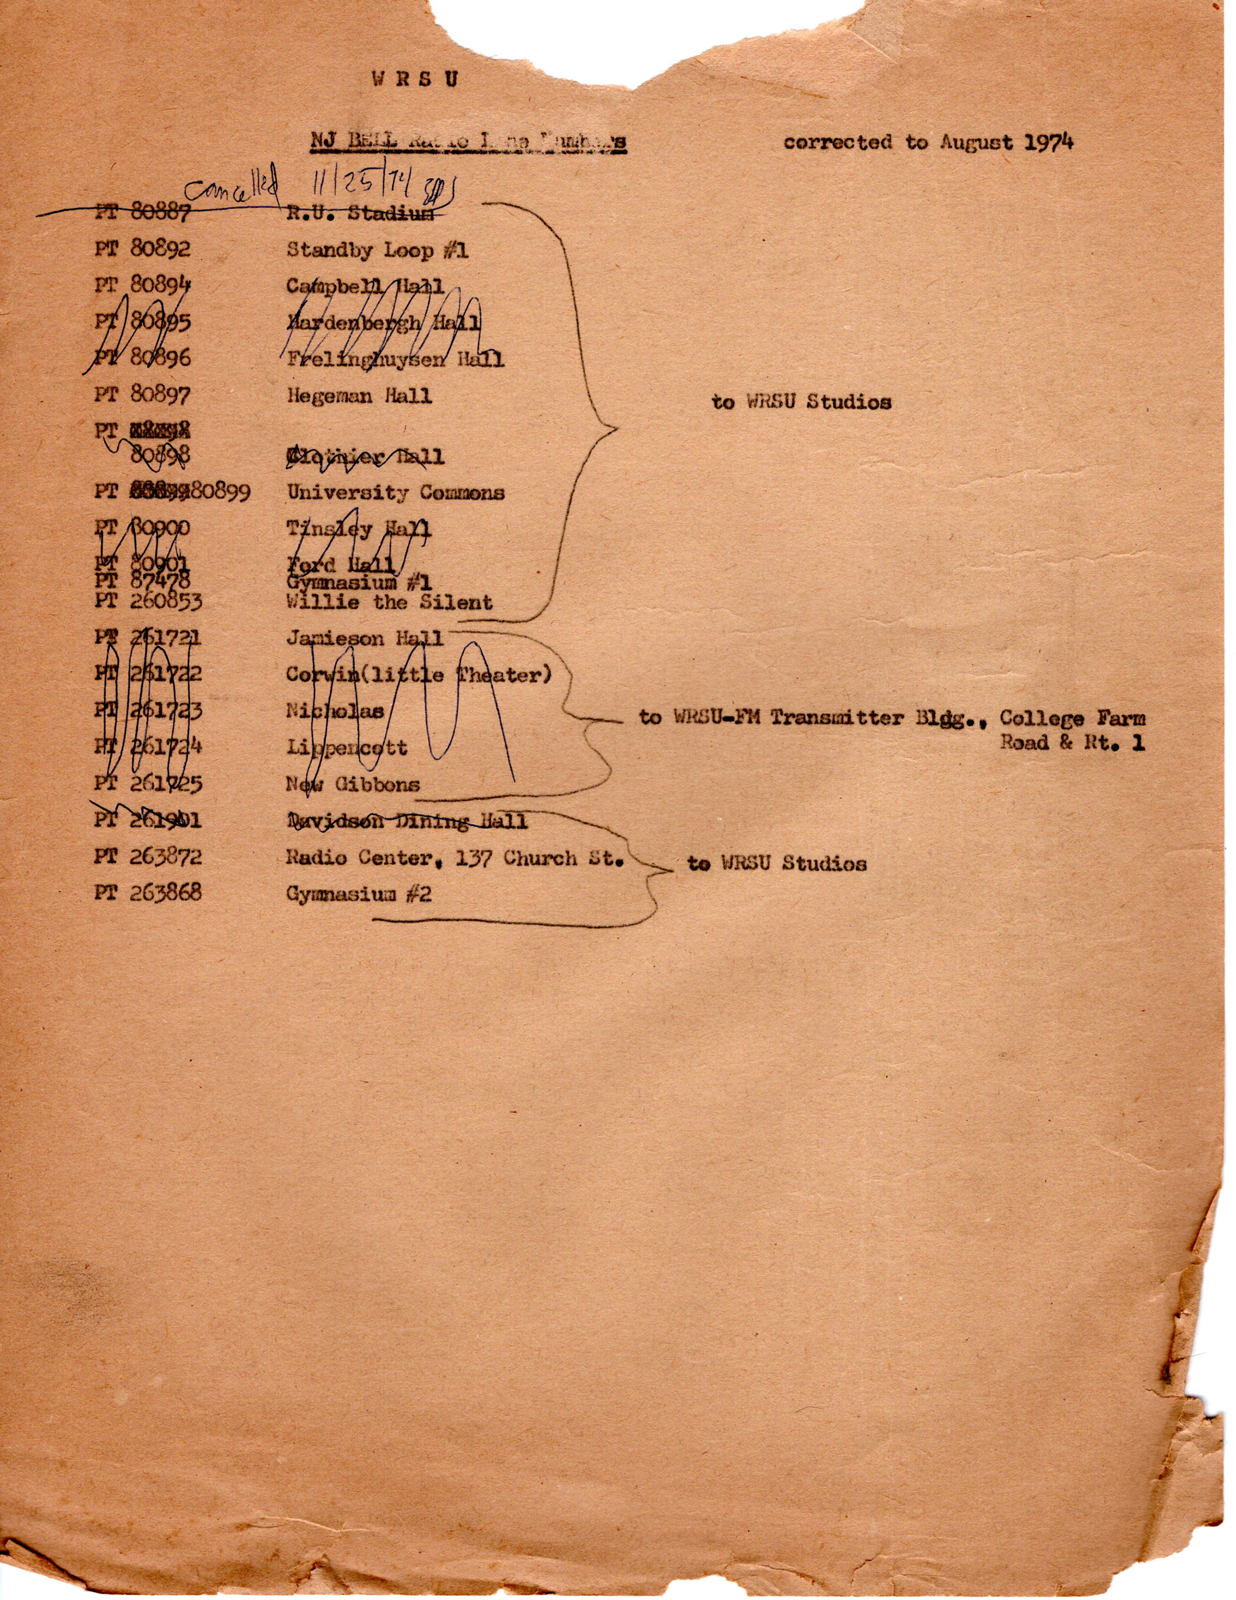 W R S U
NJ BELL Radio Line Numbers corrected to August 1974
cancelled 11/25/74
PT 80887 R.U. Stadium
PT 80892 Standby Loop #1
PT 80894 Campbell Hall
PT 80895 Hardenbergh Hall
PT 80896 Frelinghuysen Hall
PT 80897 Hegeman Hall
to WRSU Studios
PT
80898 Clothier Hall
PT 80899 University Commons
PT 80900 Tinsley Hall
PT 80901 Ford Hall
PT 87478 Gymnasium #1
PT 260853 Willie the Silent
PT 261721 Jamieson Hall
PT 261722 Corwin(little Theater)
PT 261723 Nicholas
to WRSU-FM Transmitter Bldg., College Farm
Road & Rt. 1
PT 261724 Lippencott
PT 261725 New Gibbons
PT 261901 Davidson Dining Hall
PT 263872 Radio Center, 137 Church St. to WRSU Studios
PT 263868 Gymnasium #2